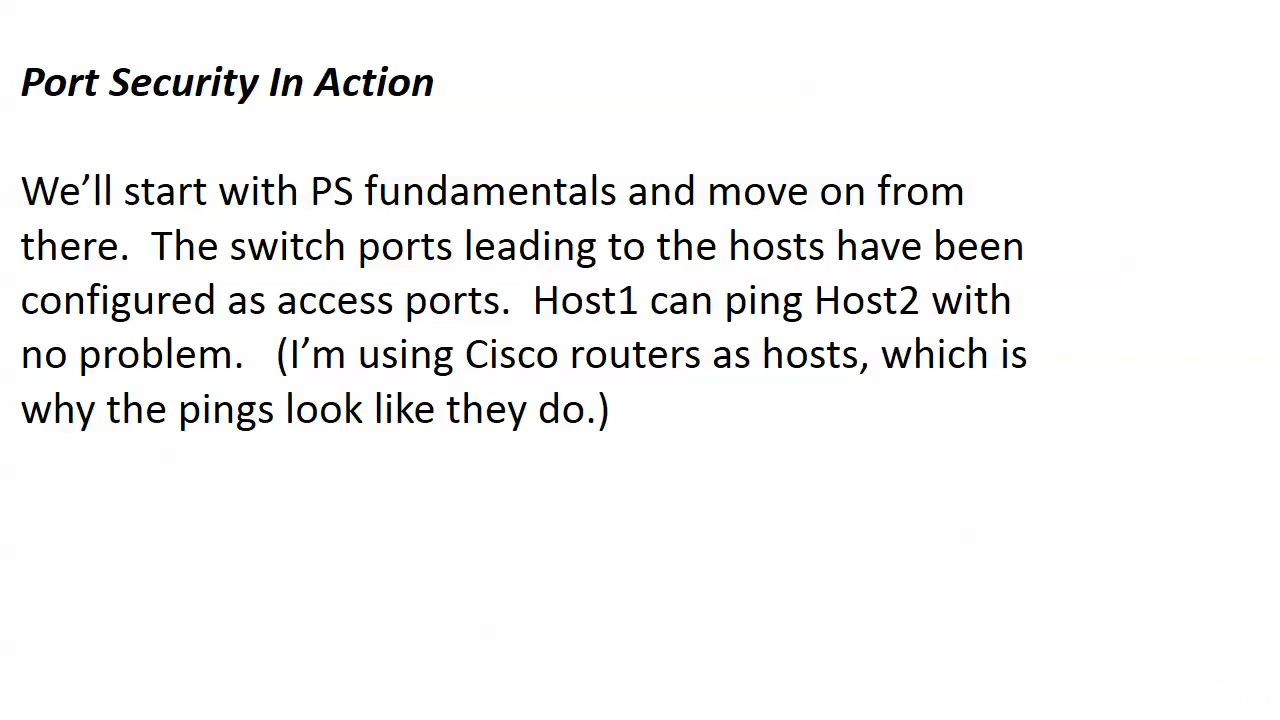 Port Security In Action
We’ll start with PS fundamentals and move on from
there.  The switch ports leading to the hosts have been
configured as access ports.  Host1 can ping Host2 with
no problem.   (I’m using Cisco routers as hosts, which is
why the pings look like they do.)